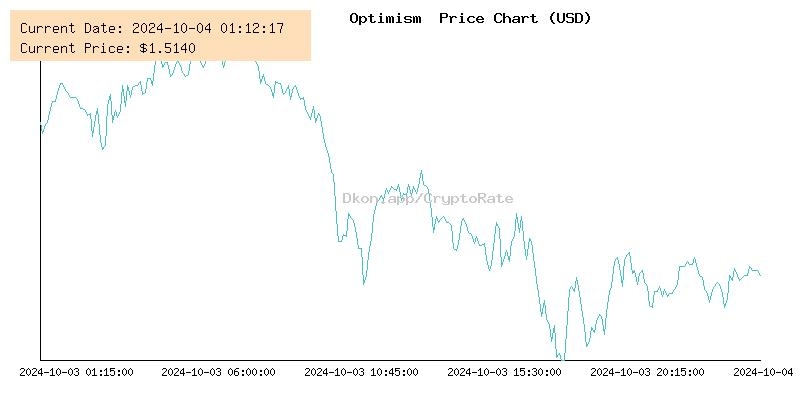 Optimism Price Chart (USD)
Current Date: 2024-10-04 01:12:17
Current Price: $1.5140
Dkon.app/CryptoRate
2024-10-03 01:15:00 2024-10-03 06:00:00 2024-10-03 10:45:00 2024-10-03 15:30:00 2024-10-03 20:15:00 2024-10-04